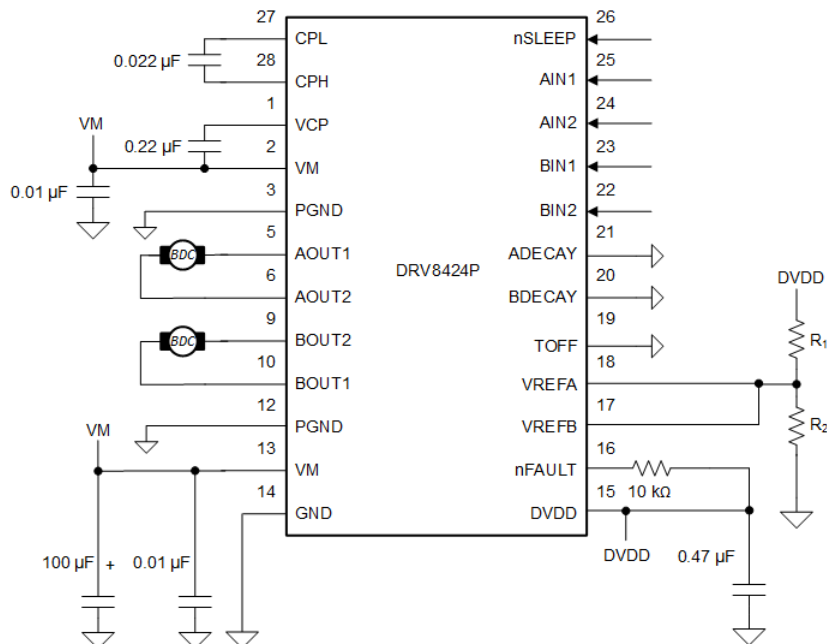 27
CPL
0.022 µF
28
CPH
1
VCP
VM
0.22 µF
2
VM
0.01 µF
3
PGND
5
BDC
AOUT1
6
AOUT2
9
BDC
BOUT2
10
BOUT1
12
PGND
VM
13
VM
14
GND
100 µF +
0.01 µF
DRV8424P
26
nSLEEP
25
AIN1
24
AIN2
23
BIN1
22
BIN2
21
ADECAY
20
BDECAY
19
TOFF
18
VREFA
17
VREFB
16
nFAULT
10 kΩ
15
DVDD
DVDD
0.47 µF
DVDD
R1
R2